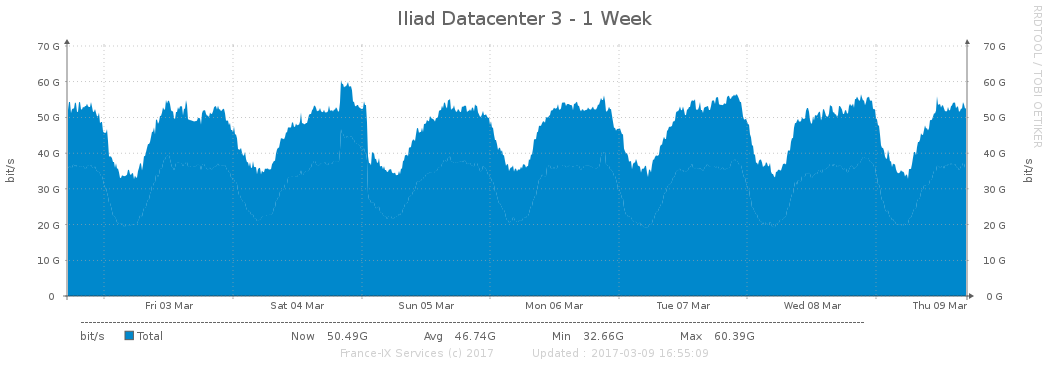 Iliad Datacenter 3 - 1 Week
RRDTOOL / TOBI OETIKER
70 G 70 G
60 G 60 G
50 G 50 G
40 G 40 G
30 G 30 G
20 G 20 G
10 G 10 G
0 0 G
bit/s bit/s
Fri 03 Mar Sat 04 Mar Sun 05 Mar Mon 06 Mar Tue 07 Mar Wed 08 Mar Thu 09 Mar
bit/s Total Now 50.49G Avg 46.74G Min 32.66G Max 60.39G
France-IX Services (c) 2017 Updated : 2017-03-09 16:55:09